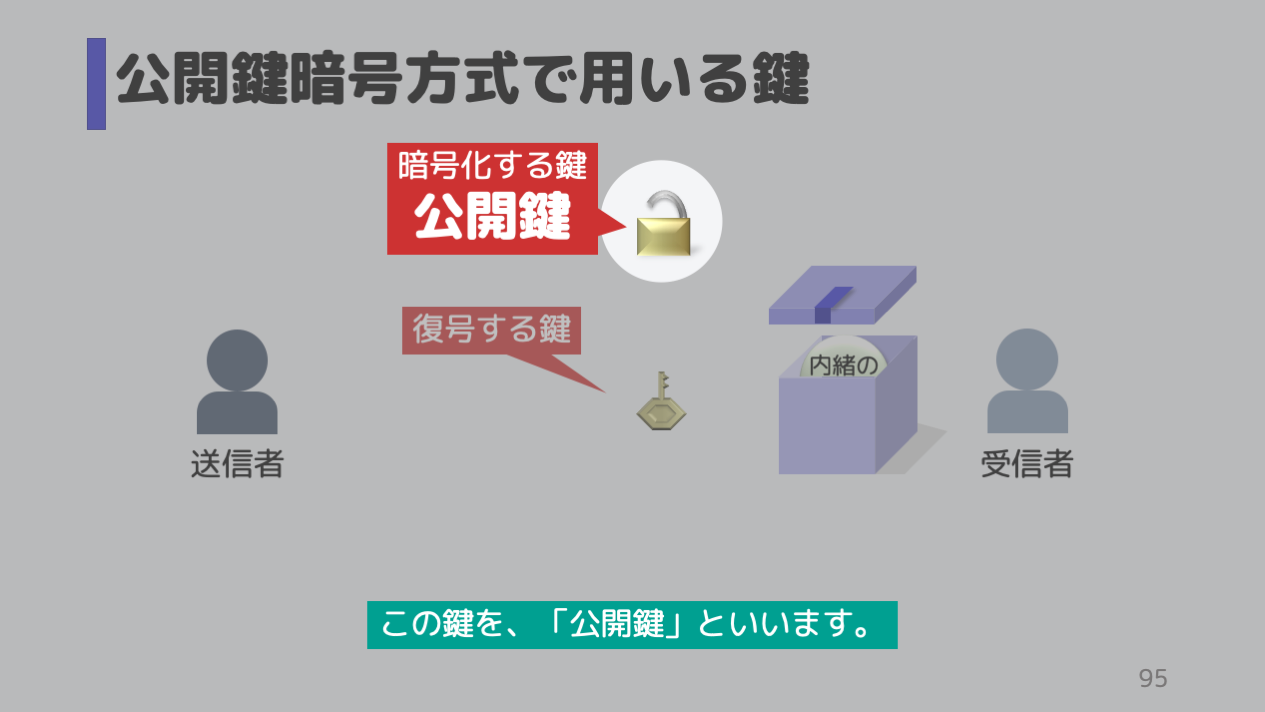 公開鍵暗号方式で用いる鍵
暗号化する鍵
公開鍵
復号する鍵
内緒の
送信者
受信者
この鍵を、「公開鍵」といいます。
95